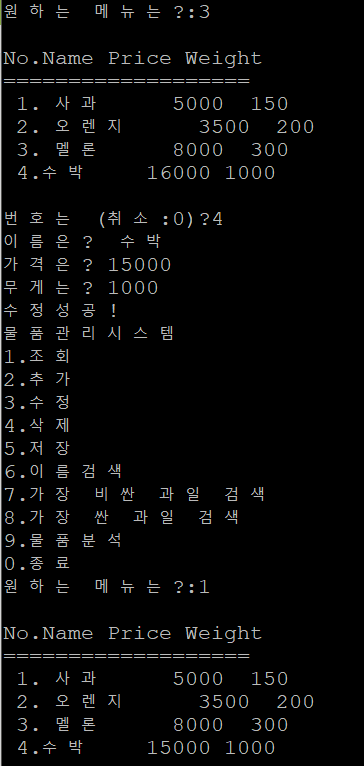 원하는 메뉴는 ?:3
No.Name Price Weight
===================
1. 사과 5000 150
2. 오렌지 3500 200
3. 멜론 8000 300
4.수박 16000 1000
번호는 (취소 :0)?4
이름은? 수박
가격은? 15000
무게는? 1000
수정성공!
물품관리시스템
1.조회
2.추가
3.수정
4.삭제
5.저장
6.이름검색
7.가장 비싼 과일 검색
8.가장 싼 과일 검색
9.물품분석
0.종료
원하는 메뉴는 ?:1
No.Name Price Weight
===================
1. 사과 5000 150
2. 오렌지 3500 200
3. 멜론 8000 300
4.수박 15000 1000